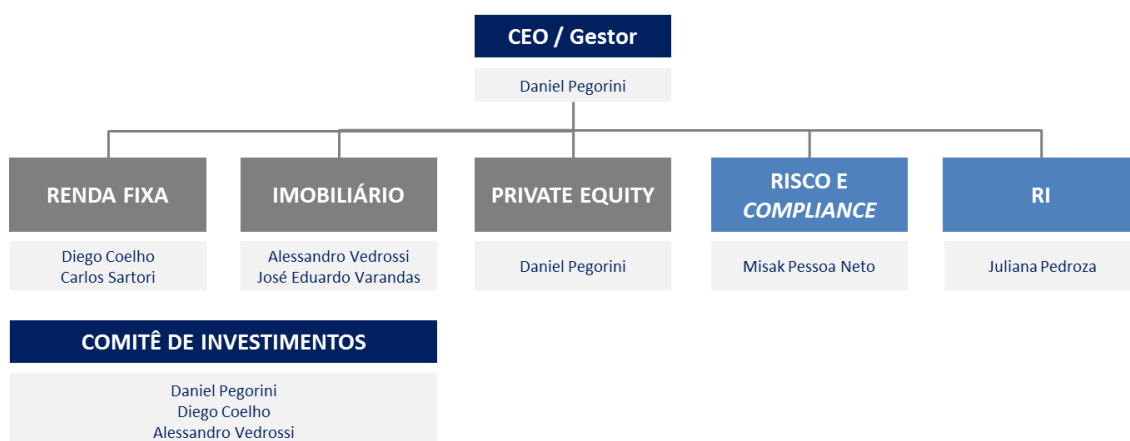 CEO / Gestor
Daniel Pegorini
RENDA FIXA
Diego Coelho
Carlos Sartori
IMOBILIÁRIO
Alessandro Vedrossi
José Eduardo Varandas
PRIVATE EQUITY
Daniel Pegorini
RISCO E
COMPLIANCE
Misak Pessoa Neto
RI
Juliana Pedroza
COMITÊ DE INVESTIMENTOS
Daniel Pegorini
Diego Coelho
Alessandro Vedrossi